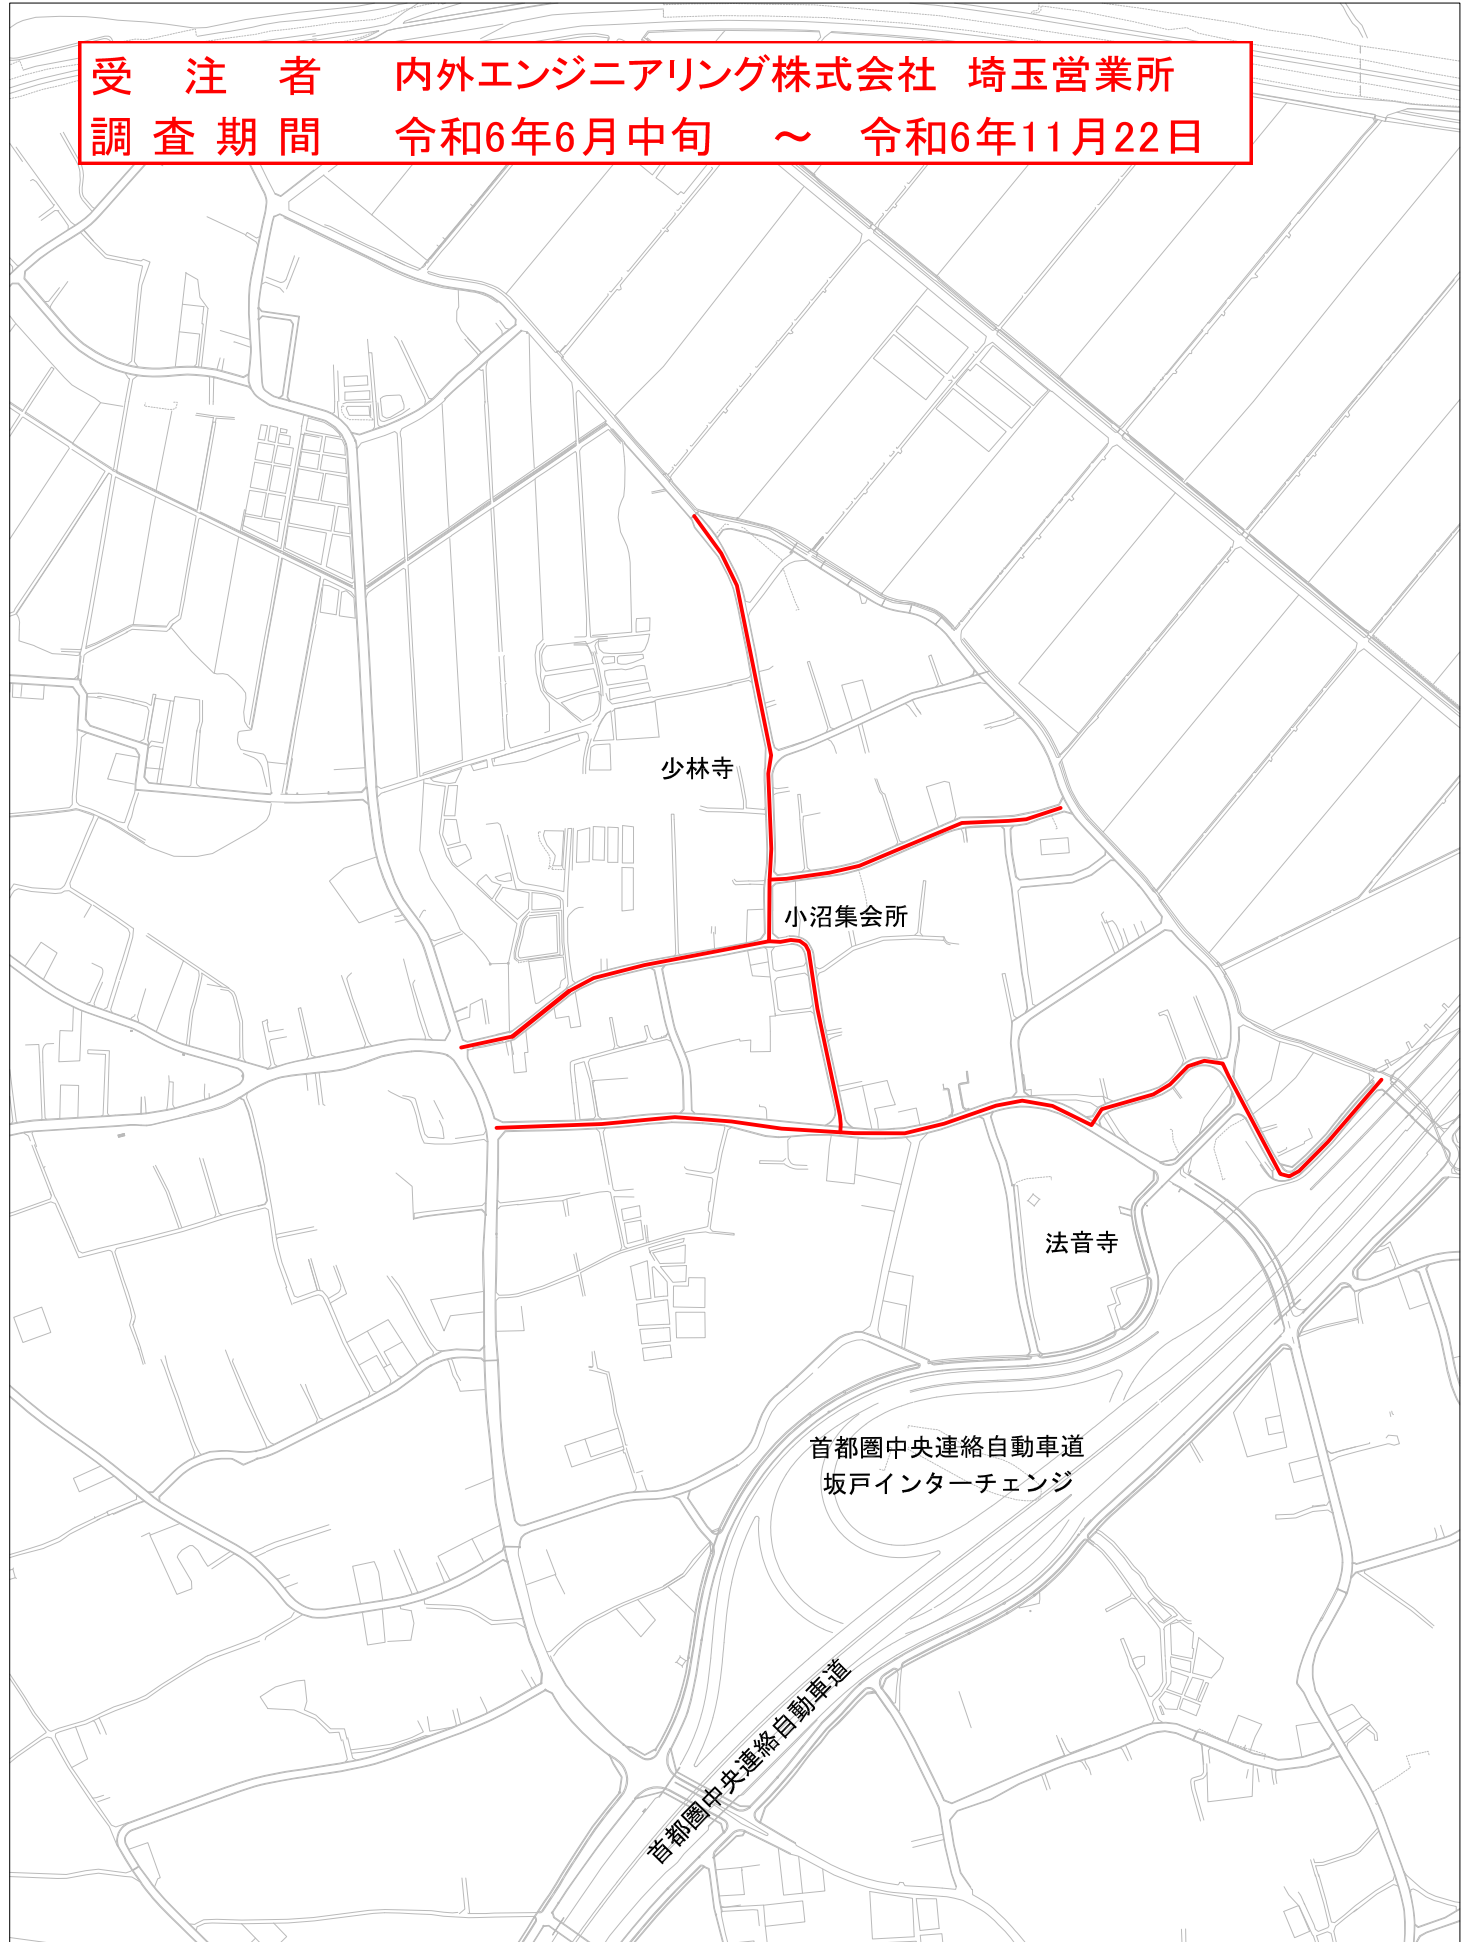 受注者 内外エンジニアリング株式会社 埼玉営業所
調査期間 令和6年6月中旬 ～ 令和6年11月22日
少林寺
小沼集会所
法音寺
首都圏中央連絡自動車道
坂戸インターチェンジ
首都圏中央連絡自動車道